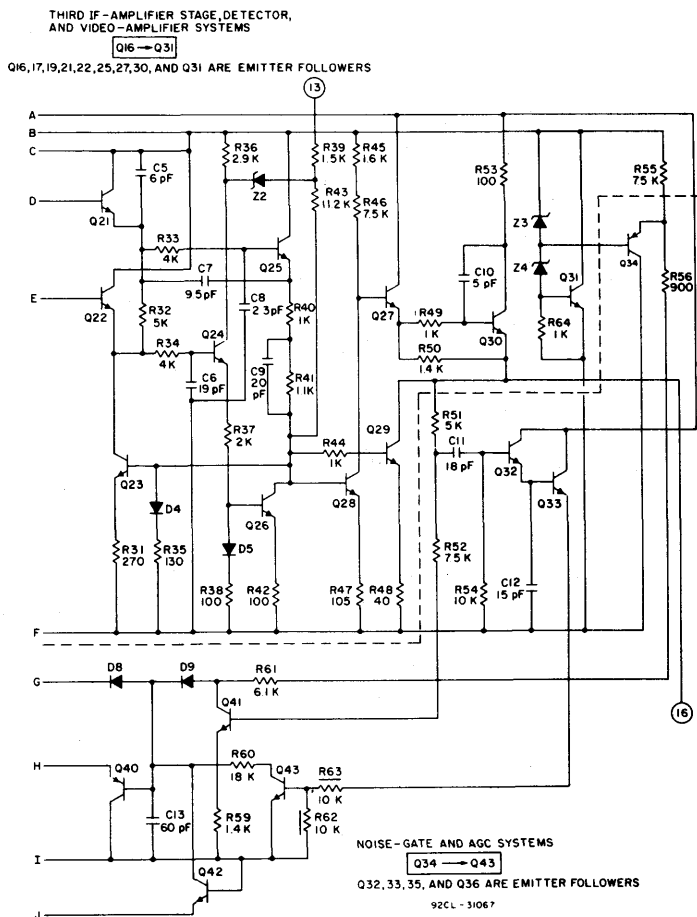 THIRD IF-AMPLIFIER STAGE, DETECTOR,
AND VIDEO-AMPLIFIER SYSTEMS
Q16 → Q31
Q16,17,19,21,22,25,27,30, AND Q31 ARE EMITTER FOLLOWERS
13
A
B
C
D
E
F
C5
6 pF
Q21
R33
4K
C7
9 5 pF
R32
5K
Q22
R34
4K
C6
19 pF
Q23
R31
270
D4
R35
130
R36
2.9 K
Z2
Q24
R37
2K
D5
R38
100
C8
2 3 pF
Q25
R39
1.5K
R43
11.2 K
R40
1K
C9
20
pF
R41
1.1K
Q26
R42
100
R44
1K
R45
1.6K
R46
7.5 K
Q27
Q28
R47
105
Q29
R48
40
R49
1K
R50
1.4 K
C10
5 pF
R53
100
Q30
Z3
Z4
R64
1K
Q31
Q34
R55
75 K
R56
900
R51
5 K
C11
18 pF
R52
7.5 K
R54
10 K
Q32
Q33
C12
15 pF
G
H
I
J
D8
D9
R61
6.1 K
Q41
Q40
R60
18 K
Q43
R63
10 K
R62
10 K
C13
60 pF
R59
1.4K
Q42
16
NOISE-GATE AND AGC SYSTEMS
Q34 → Q43
Q32,33,35, AND Q36 ARE EMITTER FOLLOWERS
92CL-31067